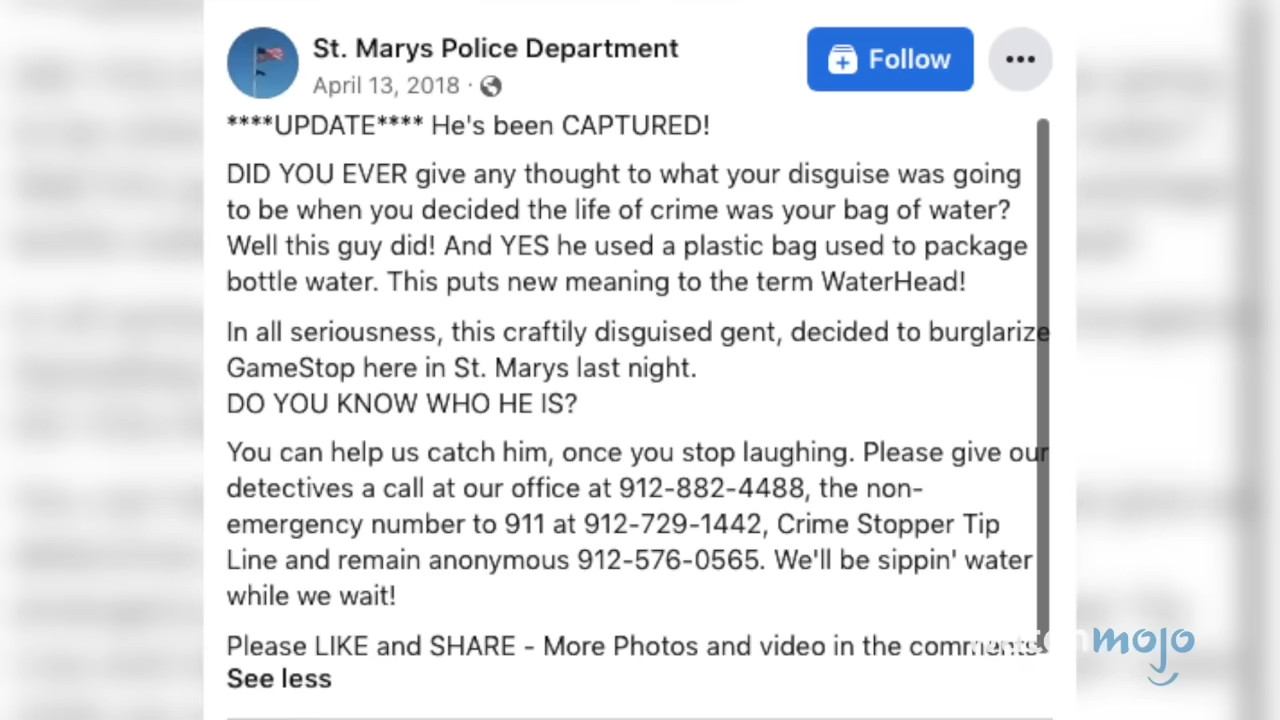 St. Marys Police Department
Follow
April 13, 2018 ·
****UPDATE**** He's been CAPTURED!
DID YOU EVER give any thought to what your disguise was going
to be when you decided the life of crime was your bag of water?
Well this guy did! And YES he used a plastic bag used to package
bottle water. This puts new meaning to the term WaterHead!
In all seriousness, this craftily disguised gent, decided to burglarize
GameStop here in St. Marys last night.
DO YOU KNOW WHO HE IS?
You can help us catch him, once you stop laughing. Please give our
detectives a call at our office at 912-882-4488, the non-
emergency number to 911 at 912-729-1442, Crime Stopper Tip
Line and remain anonymous 912-576-0565. We'll be sippin' water
while we wait!
Please LIKE and SHARE - More Photos and video in the comments
watchmojo
See less